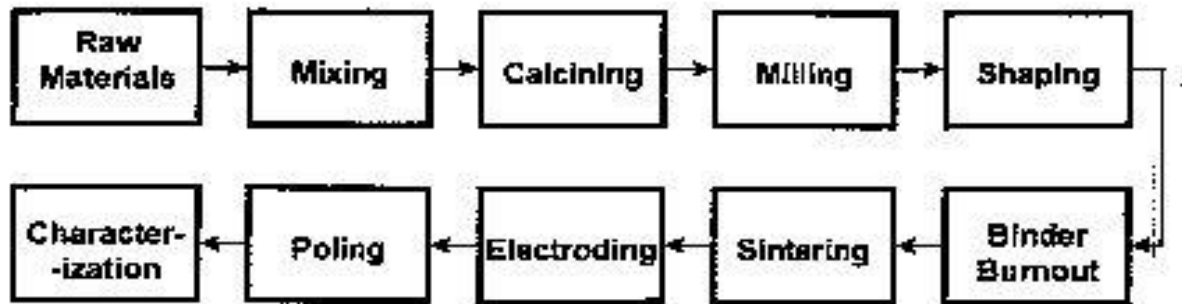 Raw
Materials
Mixing
Calcining
Milling
Shaping
Binder
Burnout
Sintering
Electroding
Poling
Character-
-ization